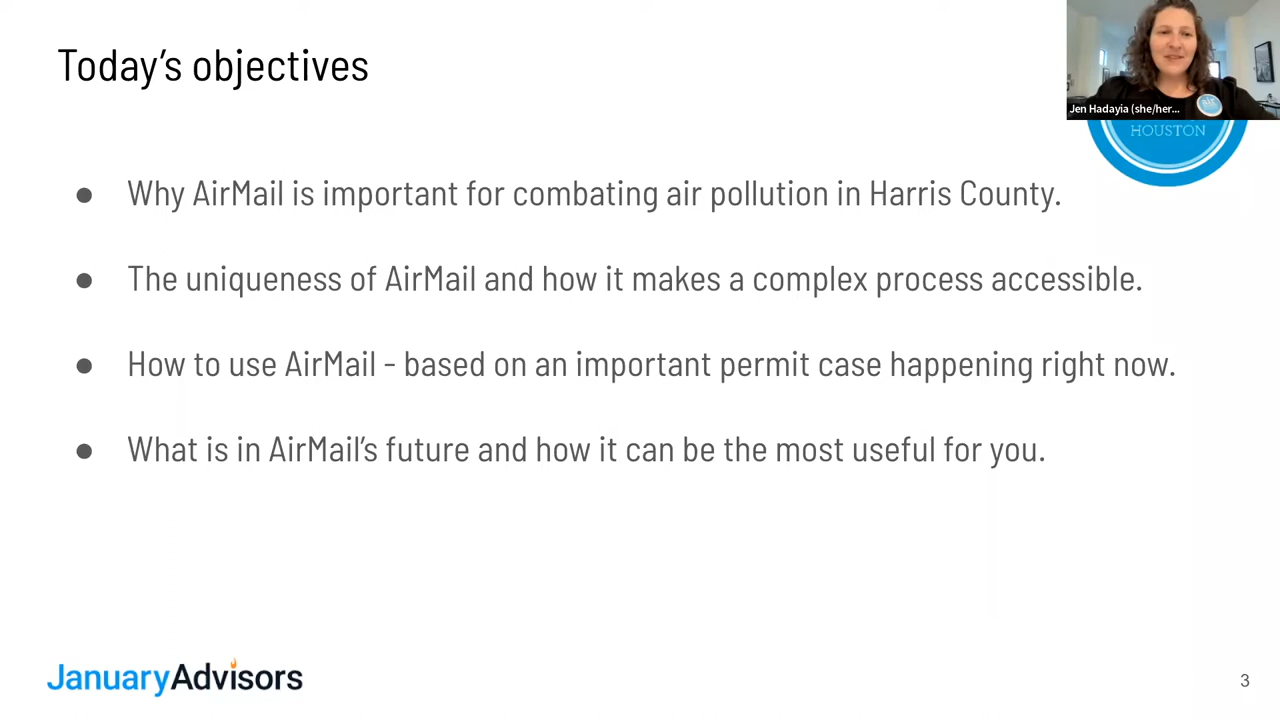 Today's objectives
Jen Hadayia (she/her...
air
HOUSTON
● Why AirMail is important for combating air pollution in Harris County.
● The uniqueness of AirMail and how it makes a complex process accessible.
● How to use AirMail - based on an important permit case happening right now.
● What is in AirMail's future and how it can be the most useful for you.
JanuaryAdvisors
3